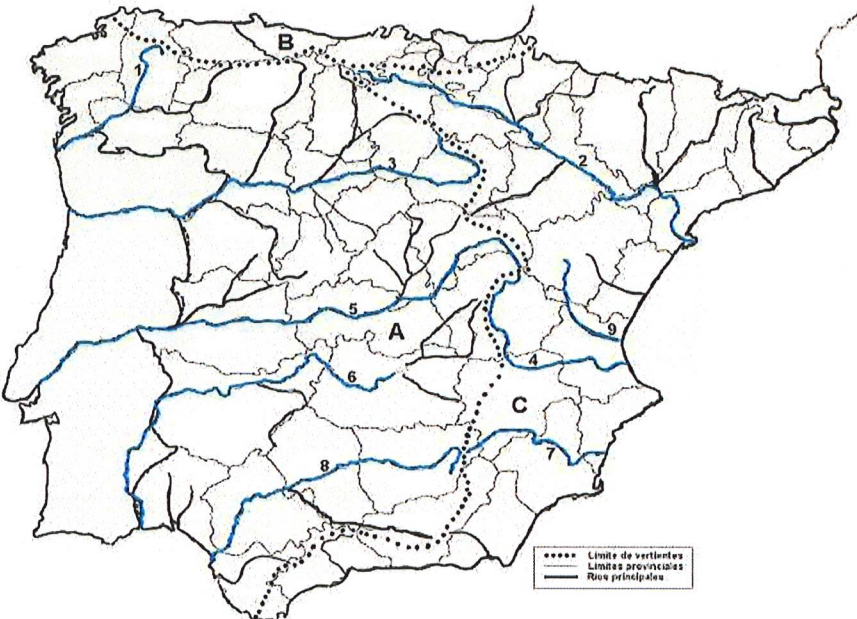 B
1
2
3
5
A
9
4
6
C
7
8
Límite de vertientes
Límites provinciales
Ríos principales